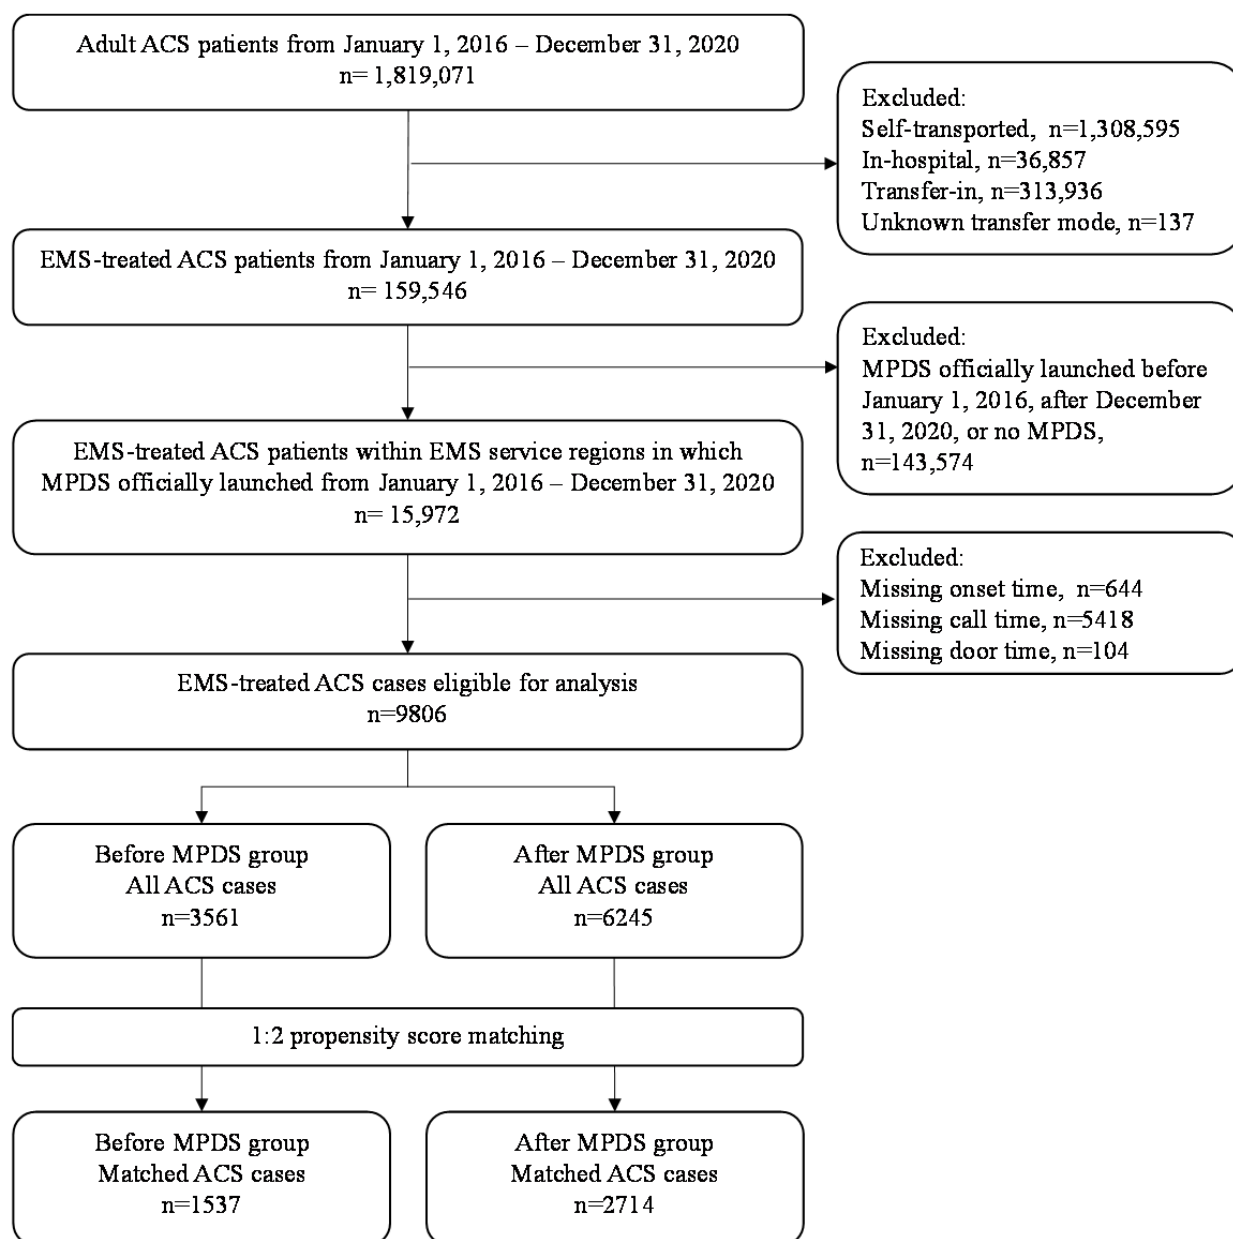 Adult ACS patients from January 1, 2016 – December 31, 2020
n= 1,819,071
Excluded:
Self-transported,  n=1,308,595
In-hospital, n=36,857
Transfer-in, n=313,936
Unknown transfer mode, n=137
EMS-treated ACS patients from January 1, 2016 – December 31, 2020
n= 159,546
Excluded:
MPDS officially launched before
January 1, 2016, after December
31, 2020, or no MPDS,
n=143,574
EMS-treated ACS patients within EMS service regions in which
MPDS officially launched from January 1, 2016 – December 31, 2020
n= 15,972
Excluded:
Missing onset time,  n=644
Missing call time, n=5418
Missing door time, n=104
EMS-treated ACS cases eligible for analysis
n=9806
Before MPDS group
All ACS cases
n=3561
After MPDS group
All ACS cases
n=6245
1:2 propensity score matching
Before MPDS group
Matched ACS cases
n=1537
After MPDS group
Matched ACS cases
n=2714